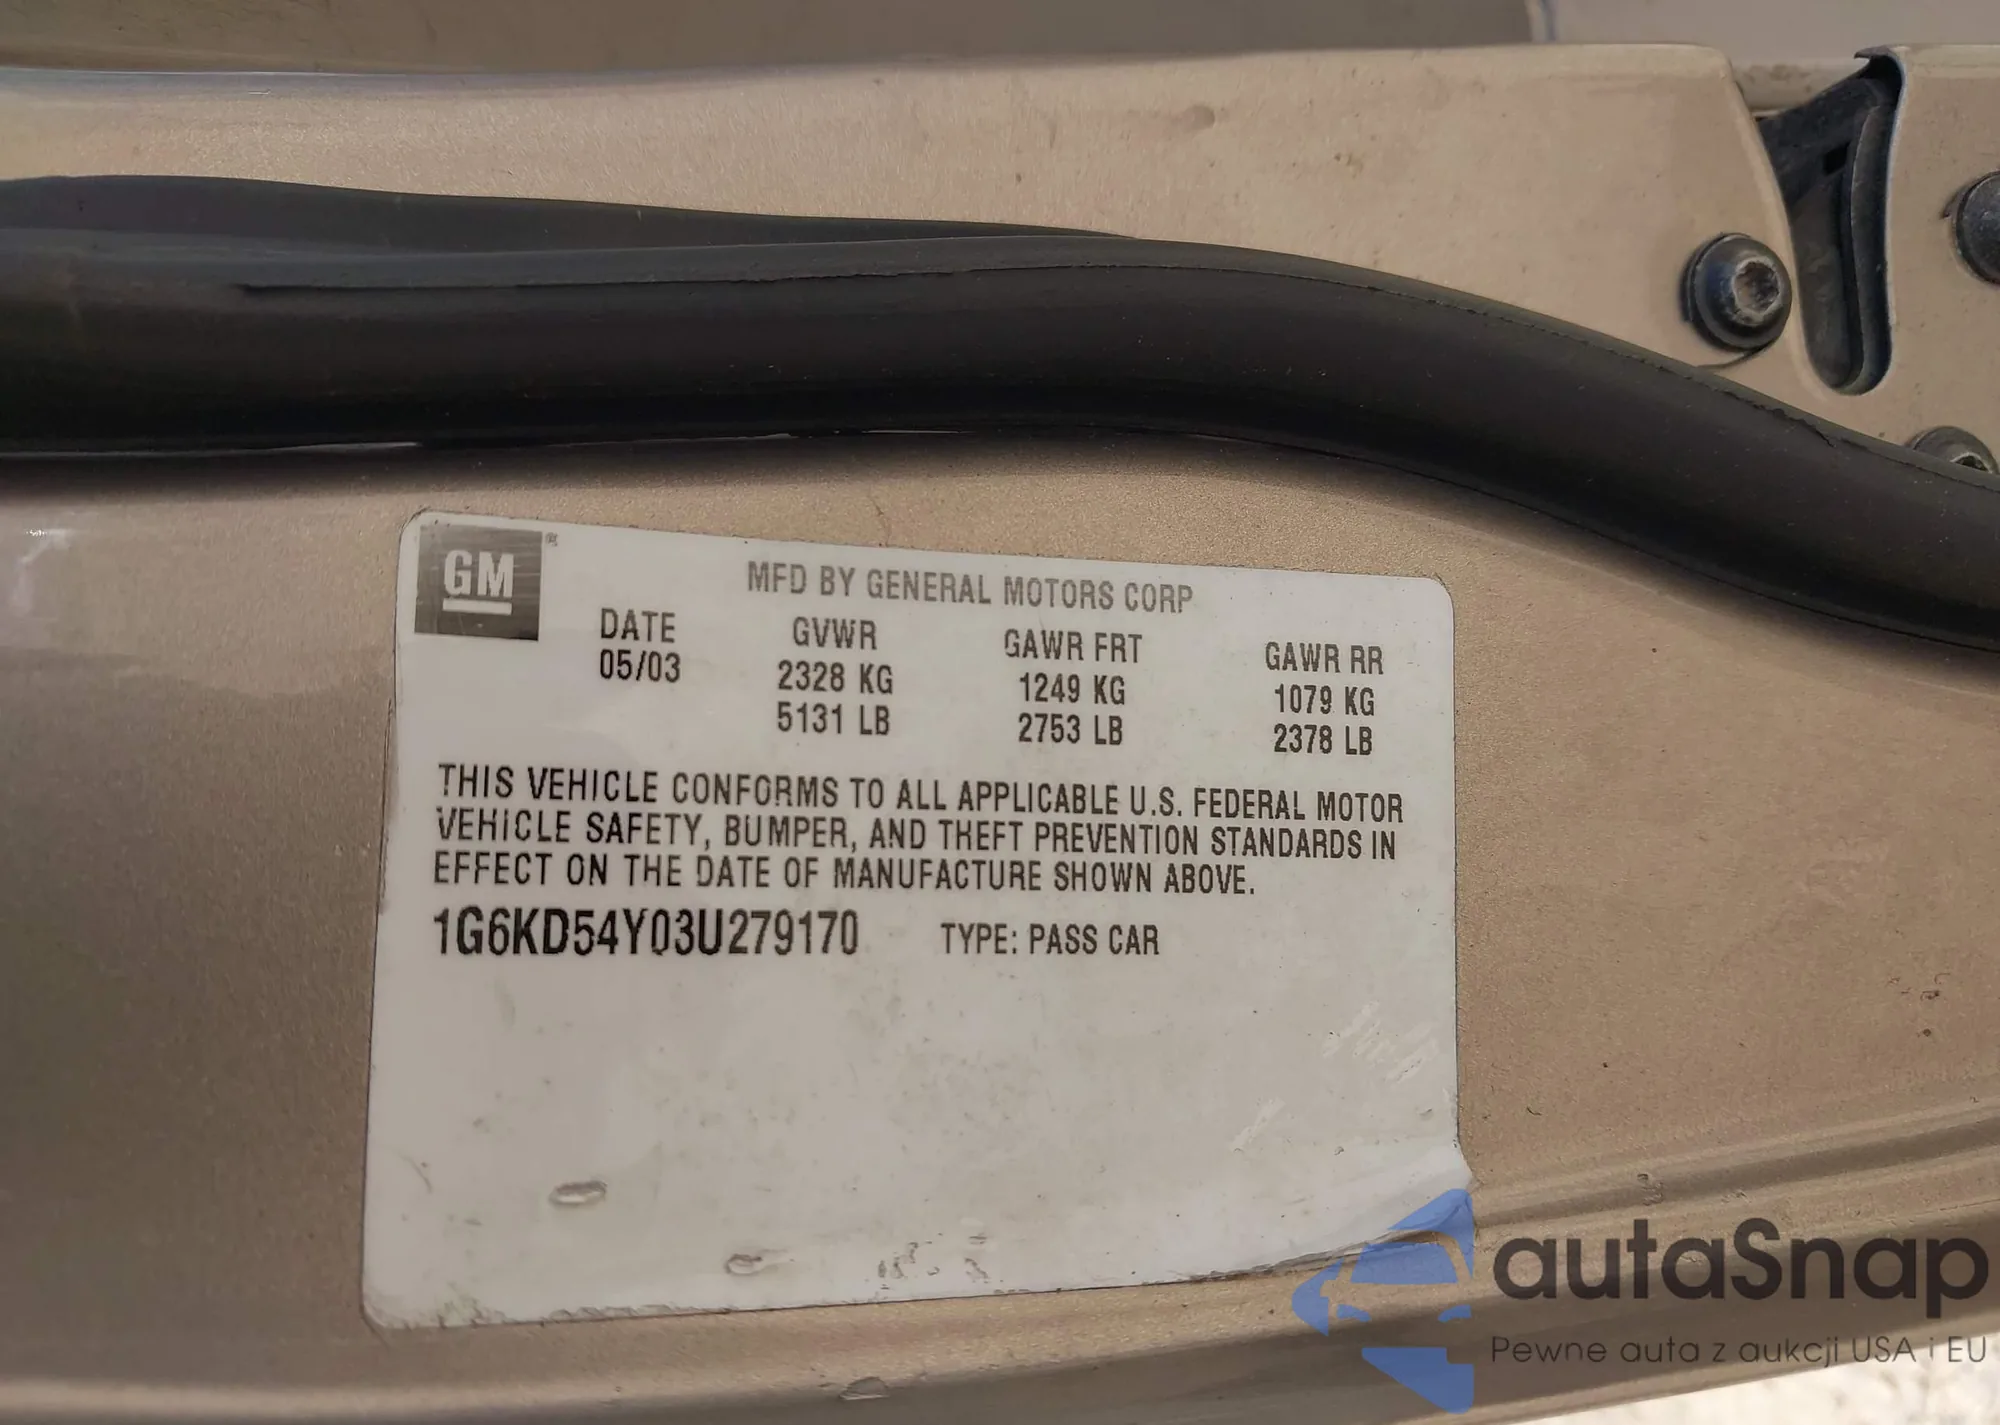 GM®
MFD BY GENERAL MOTORS CORP
DATE GVWR GAWR FRT GAWR RR
05/03 2328 KG 1249 KG 1079 KG
5131 LB 2753 LB 2378 LB
THIS VEHICLE CONFORMS TO ALL APPLICABLE U.S. FEDERAL MOTOR
VEHICLE SAFETY, BUMPER, AND THEFT PREVENTION STANDARDS IN
EFFECT ON THE DATE OF MANUFACTURE SHOWN ABOVE.
1G6KD54Y03U279170 TYPE: PASS CAR
autaSnap
Pewne auta z aukcji USA i EU